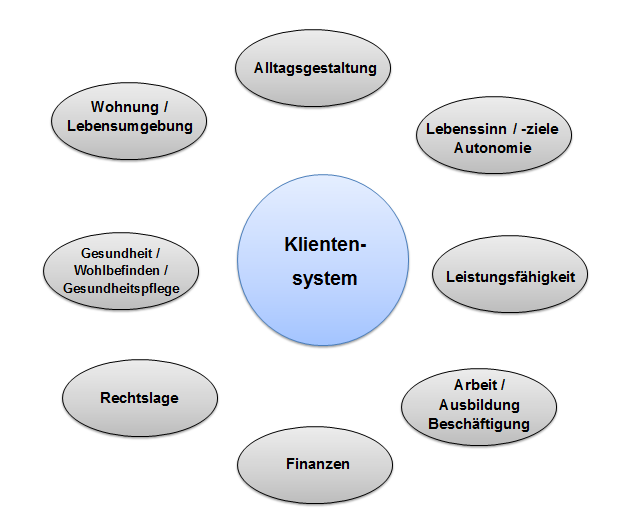 Alltagsgestaltung
Wohnung /
Lebensumgebung
Lebenssinn / -ziele
Autonomie
Klienten-
system
Gesundheit /
Wohlbefinden /
Gesundheitspflege
Leistungsfähigkeit
Rechtslage
Arbeit /
Ausbildung
Beschäftigung
Finanzen